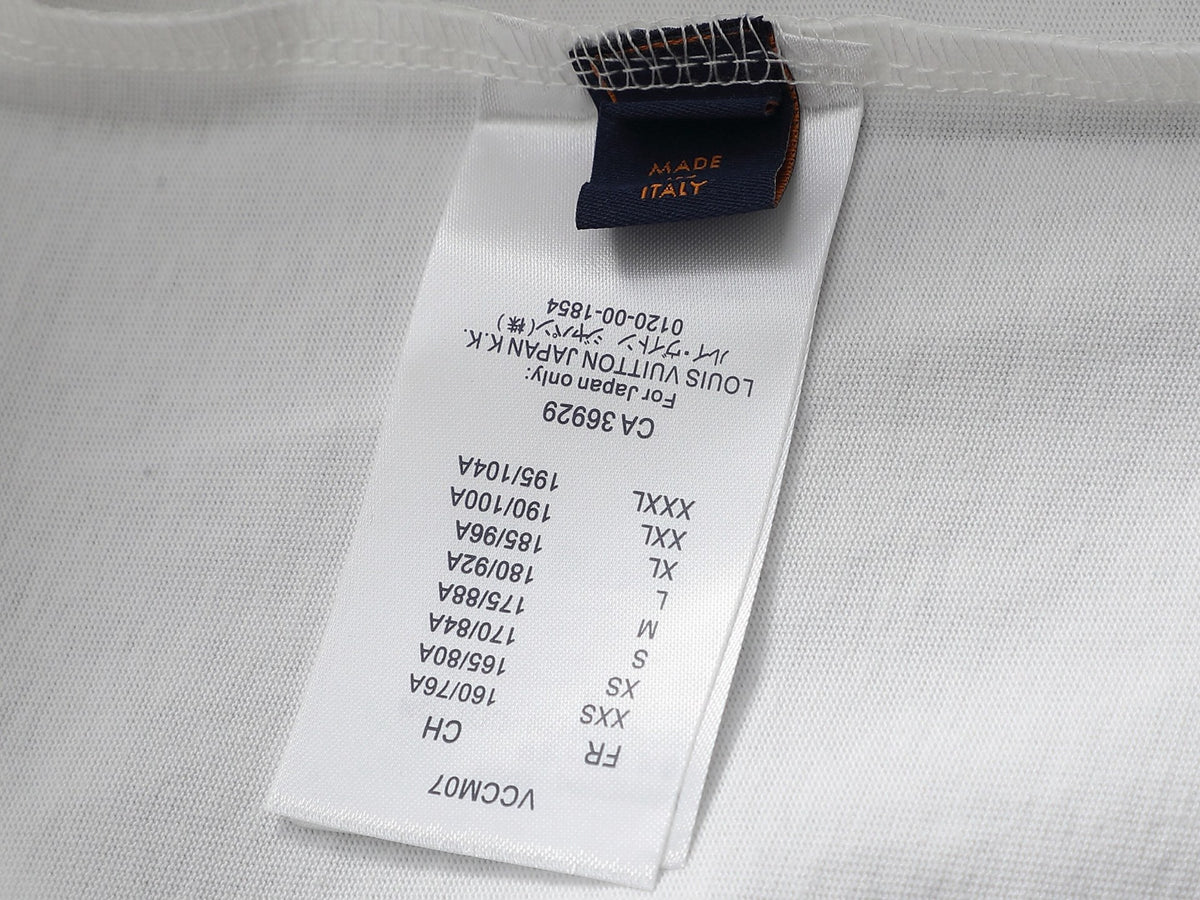 MADE
ITALY
VCCM07
FR CH
XXS 160/76A
XS 165/80A
S 170/84A
M 175/88A
L 180/92A
XL 185/96A
XXL 190/100A
XXXL 195/104A
CA 36929
For Japan only:
LOUIS VUITTON JAPAN K.K.
ルイ・ヴィトン ジャパン(株)
0120-00-1854